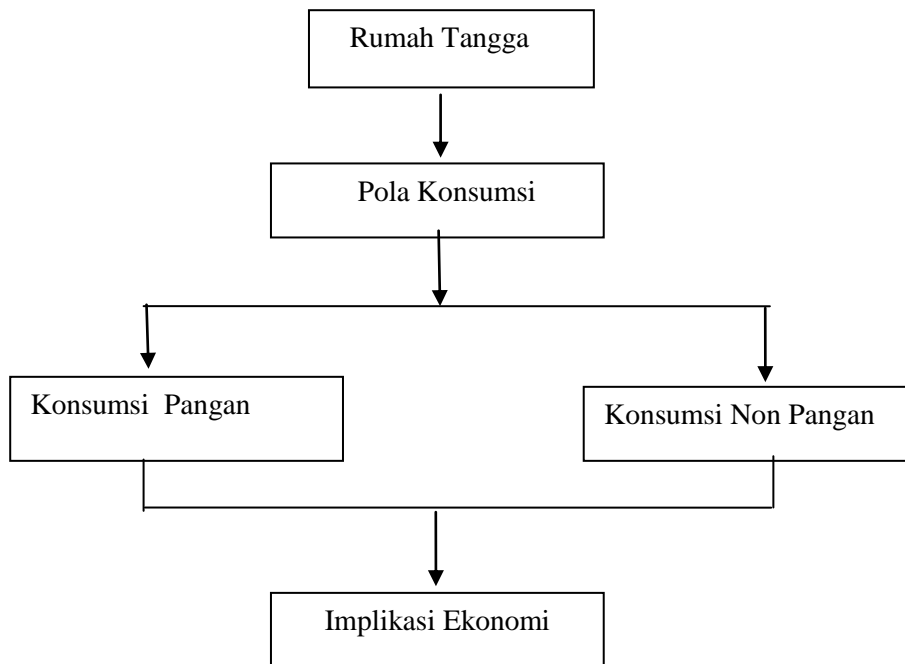 Rumah Tangga
Pola Konsumsi
Konsumsi Pangan
Konsumsi Non Pangan
Implikasi Ekonomi